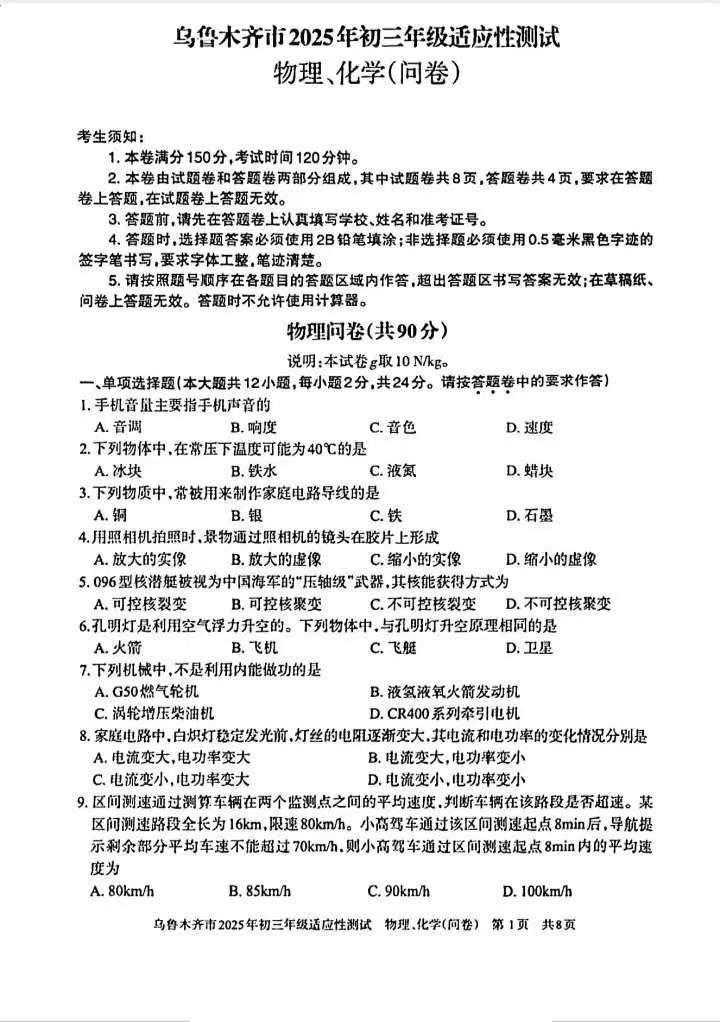 乌鲁木齐市2025年初三年级适应性测试
物理、化学(问卷)
考生须知:
1. 本卷满分150分,考试时间120分钟。
2. 本卷由试题卷和答题卷两部分组成,其中试题卷共8页,答题卷共4页,要求在答题
卷上答题,在试题卷上答题无效。
3. 答题前,请先在答题卷上认真填写学校、姓名和准考证号。
4. 答题时,选择题答案必须使用2B铅笔填涂;非选择题必须使用0.5毫米黑色字迹的
签字笔书写,要求字体工整,笔迹清楚。
5. 请按照题号顺序在各题目的答题区域内作答,超出答题区书写答案无效;在草稿纸、
问卷上答题无效。答题时不允许使用计算器。
物理问卷(共90分)
说明:本试卷g取10 N/kg。
一、单项选择题(本大题共12小题,每小题2分,共24分。请按答题卷中的要求作答)
1. 手机音量主要指手机声音的
A. 音调 B. 响度 C. 音色 D. 速度
2. 下列物体中,在常压下温度可能为40℃的是
A. 冰块 B. 铁水 C. 液氮 D. 蜡块
3. 下列物质中,常被用来制作家庭电路导线的是
A. 铜 B. 银 C. 铁 D. 石墨
4. 用照相机拍照时,景物通过照相机的镜头在胶片上形成
A. 放大的实像 B. 放大的虚像 C. 缩小的实像 D. 缩小的虚像
5. 096型核潜艇被视为中国海军的“压轴级”武器,其核能获得方式为
A. 可控核裂变 B. 可控核聚变 C. 不可控核裂变 D. 不可控核聚变
6. 孔明灯是利用空气浮力升空的。下列物体中,与孔明灯升空原理相同的是
A. 火箭 B. 飞机 C. 飞艇 D. 卫星
7. 下列机械中,不是利用内能做功的是
A. G50燃气轮机 B. 液氢液氧火箭发动机
C. 涡轮增压柴油机 D. CR400系列牵引电机
8. 家庭电路中,白炽灯稳定发光前,灯丝的电阻逐渐变大,其电流和电功率的变化情况分别是
A. 电流变大,电功率变大 B. 电流变大,电功率变小
C. 电流变小,电功率变大 D. 电流变小,电功率变小
9. 区间测速通过测算车辆在两个监测点之间的平均速度,判断车辆在该路段是否超速。某
区间测速路段全长为16km,限速80km/h。小高驾车通过该区间测速起点8min后,导航提
示剩余部分平均车速不能超过70km/h,则小高驾车通过区间测速起点8min内的平均速
度为
A. 80km/h B. 85km/h C. 90km/h D. 100km/h
乌鲁木齐市2025年初三年级适应性测试 物理、化学(问卷) 第1页 共8页